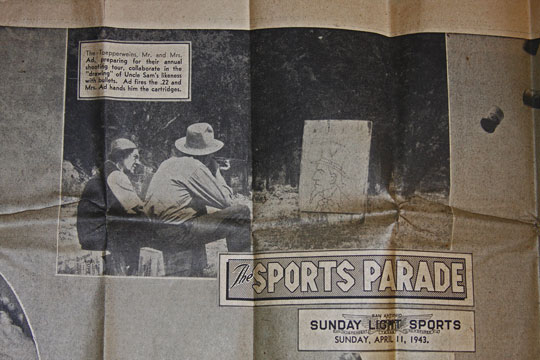 The Toepperweins, Mr. and Mrs.
Ad, preparing for their annual
shooting tour, collaborate in the
"drawing" of Uncle Sam's likeness
with bullets. Ad fires the .22 and
Mrs. Ad hands him the cartridges.
The SPORTS PARADE
SAN ANTONIO
SUNDAY LIGHT SPORTS
SUNDAY, APRIL 11, 1943.